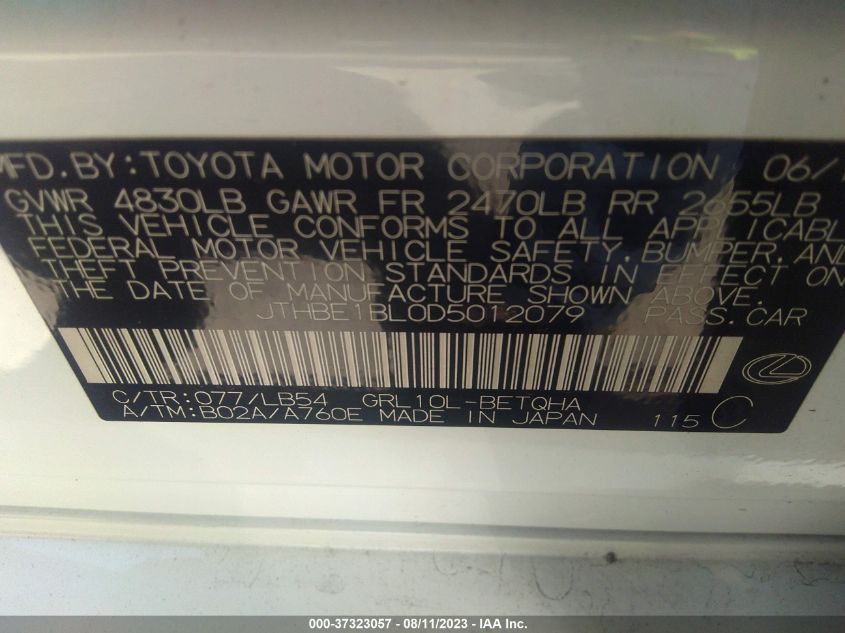 MFD.BY:TOYOTA MOTOR CORPORATION 06/
GVWR 4830LB GAWR FR 2470LB RR 2655LB
THIS VEHICLE CONFORMS TO ALL APPLICABL
FEDERAL MOTOR VEHICLE SAFETY, BUMPER, AND
THEFT PREVENTION STANDARDS IN EFFECT ON
THE DATE OF MANUFACTURE SHOWN ABOVE.
JTHBE1BL0D5012079 PASS.CAR
C/TR:077/LB54 GRL10L-BETQHA
A/TM:B02A/A760E MADE IN JAPAN 115 C
000-37323057 - 08/11/2023 - IAA Inc.